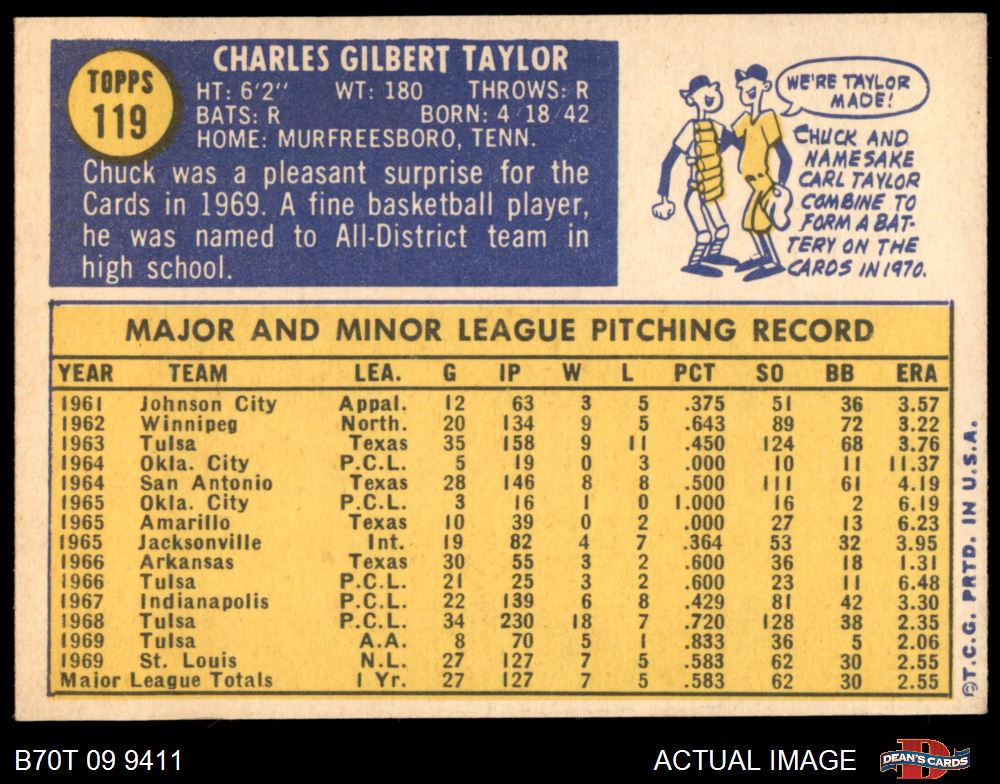 TOPPS
119
CHARLES GILBERT TAYLOR
HT: 6'2" WT: 180 THROWS: R
BATS: R BORN: 4 18 42
HOME: MURFREESBORO, TENN.
Chuck was a pleasant surprise for the
Cards in 1969. A fine basketball player,
he was named to All-District team in
high school.
WE'RE TAYLOR
MADE!
CHUCK AND
NAMESAKE
CARL TAYLOR
COMBINE TO
FORM A BAT-
TERY ON THE
CARDS IN 1970.
MAJOR AND MINOR LEAGUE PITCHING RECORD
YEAR TEAM LEA. G IP W L PCT SO BB ERA
1961 Johnson City Appal. 12 63 3 5 .375 51 36 3.57
1962 Winnipeg North. 20 134 9 5 .643 89 72 3.22
1963 Tulsa Texas 35 158 9 11 .450 124 68 3.76
1964 Okla. City P.C.L. 5 19 0 3 .000 10 11 11.37
1964 San Antonio Texas 28 146 8 8 .500 111 61 4.19
1965 Okla. City P.C.L. 3 16 1 0 1.000 16 2 6.19
1965 Amarillo Texas 10 39 0 2 .000 27 13 6.23
1965 Jacksonville Int. 19 82 4 7 .364 53 32 3.95
1966 Arkansas Texas 30 55 3 2 .600 36 18 1.31
1966 Tulsa P.C.L. 21 25 3 2 .600 23 11 6.48
1967 Indianapolis P.C.L. 22 139 6 8 .429 81 42 3.30
1968 Tulsa P.C.L. 34 230 18 7 .720 128 38 2.35
1969 Tulsa A.A. 8 70 5 1 .833 36 5 2.06
1969 St. Louis N.L. 27 127 7 5 .583 62 30 2.55
Major League Totals 1 Yr. 27 127 7 5 .583 62 30 2.55
©T.C.G. PRTD. IN U.S.A.
B70T 09 9411 ACTUAL IMAGE
DEAN'S CARDS